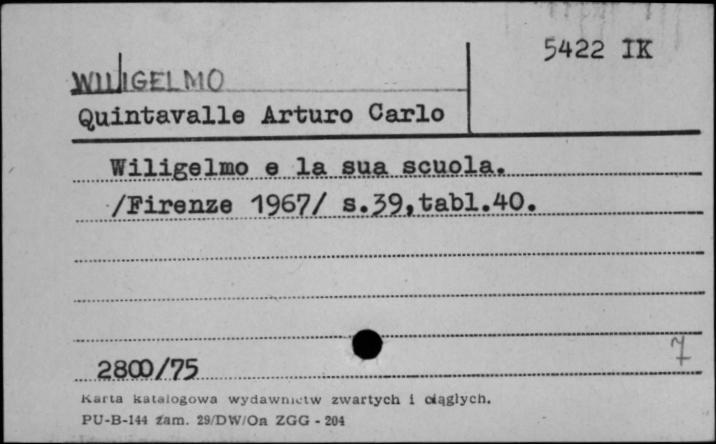 5422 IK
WILIGELMO
Quintavalle Arturo Carlo
Wiligelmo e la sua scuola.
/Firenze 1967/ s.39,tabl.40.
7
2800/75
Karta katalogowa wydawnictw zwartych i ciągłych.
PU-B-144 zam. 29/DW/Oa ZGG - 204